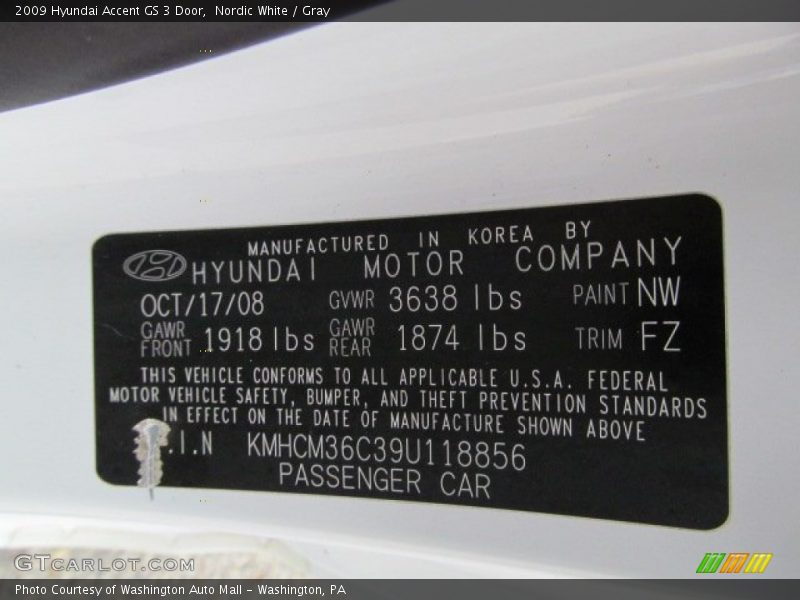 2009 Hyundai Accent GS 3 Door,  Nordic White / Gray
MANUFACTURED IN KOREA BY
HYUNDAI MOTOR COMPANY
OCT/17/08 GVWR 3638 lbs PAINT NW
GAWR FRONT 1918 lbs GAWR REAR 1874 lbs TRIM FZ
THIS VEHICLE CONFORMS TO ALL APPLICABLE U.S.A. FEDERAL
MOTOR VEHICLE SAFETY, BUMPER, AND THEFT PREVENTION STANDARDS
IN EFFECT ON THE DATE OF MANUFACTURE SHOWN ABOVE
.I.N KMHCM36C39U118856
PASSENGER CAR
GTCARLOT.COM
Photo Courtesy of Washington Auto Mall - Washington, PA